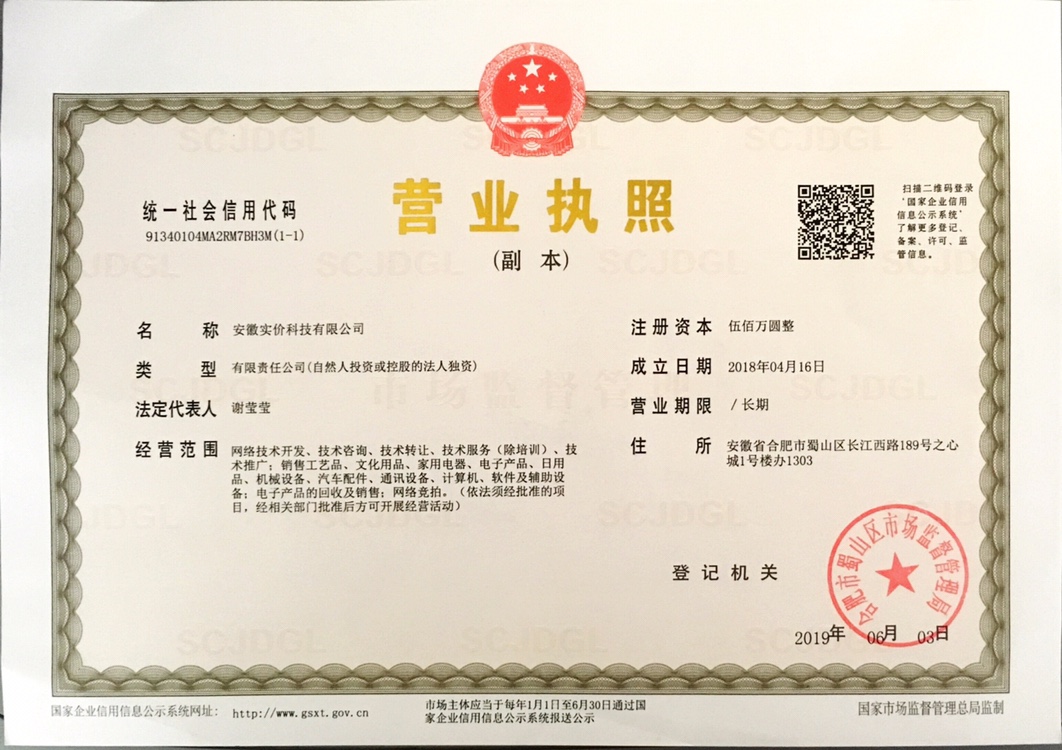 营业执照
(副 本)
统一社会信用代码
91340104MA2RM7BH3M(1-1)
扫描二维码登录
‘国家企业信用
信息公示系统’
了解更多登记、
备案、许可、监
管信息。
名 称 安徽实价科技有限公司
类 型 有限责任公司(自然人投资或控股的法人独资)
法定代表人 谢莹莹
经营范围 网络技术开发、技术咨询、技术转让、技术服务（除培训）、技
术推广；销售工艺品、文化用品、家用电器、电子产品、日用
品、机械设备、汽车配件、通讯设备、计算机、软件及辅助设
备；电子产品的回收及销售；网络竞拍。（依法须经批准的项
目，经相关部门批准后方可开展经营活动）
注册资本 伍佰万圆整
成立日期 2018年04月16日
营业期限 / 长期
住 所 安徽省合肥市蜀山区长江西路189号之心
城1号楼办1303
登记机关
合肥市蜀山区市场监督管理局
2019年 06月 03日
国家企业信用信息公示系统网址： http://www.gsxt.gov.cn
市场主体应当于每年1月1日至6月30日通过国
家企业信用信息公示系统报送公示
国家市场监督管理总局监制
SCJDGL
市场监督管理